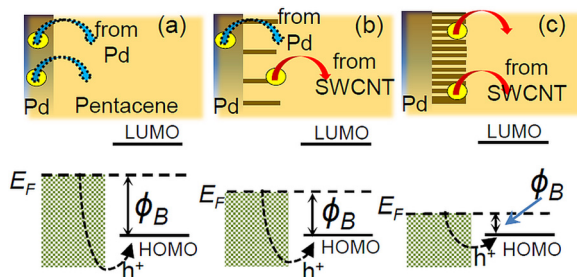 (a)
from
Pd
Pd
Pentacene
LUMO
E_F
ϕ_B
HOMO
h⁺
(b)
from
Pd
from
SWCNT
Pd
LUMO
E_F
ϕ_B
HOMO
h⁺
(c)
from
SWCNT
Pd
LUMO
ϕ_B
E_F
HOMO
h⁺